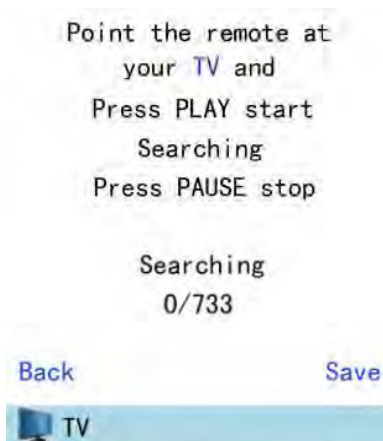 Point the remote at
your TV and
Press PLAY start
Searching
Press PAUSE stop
Searching
0/733
Back Save
TV